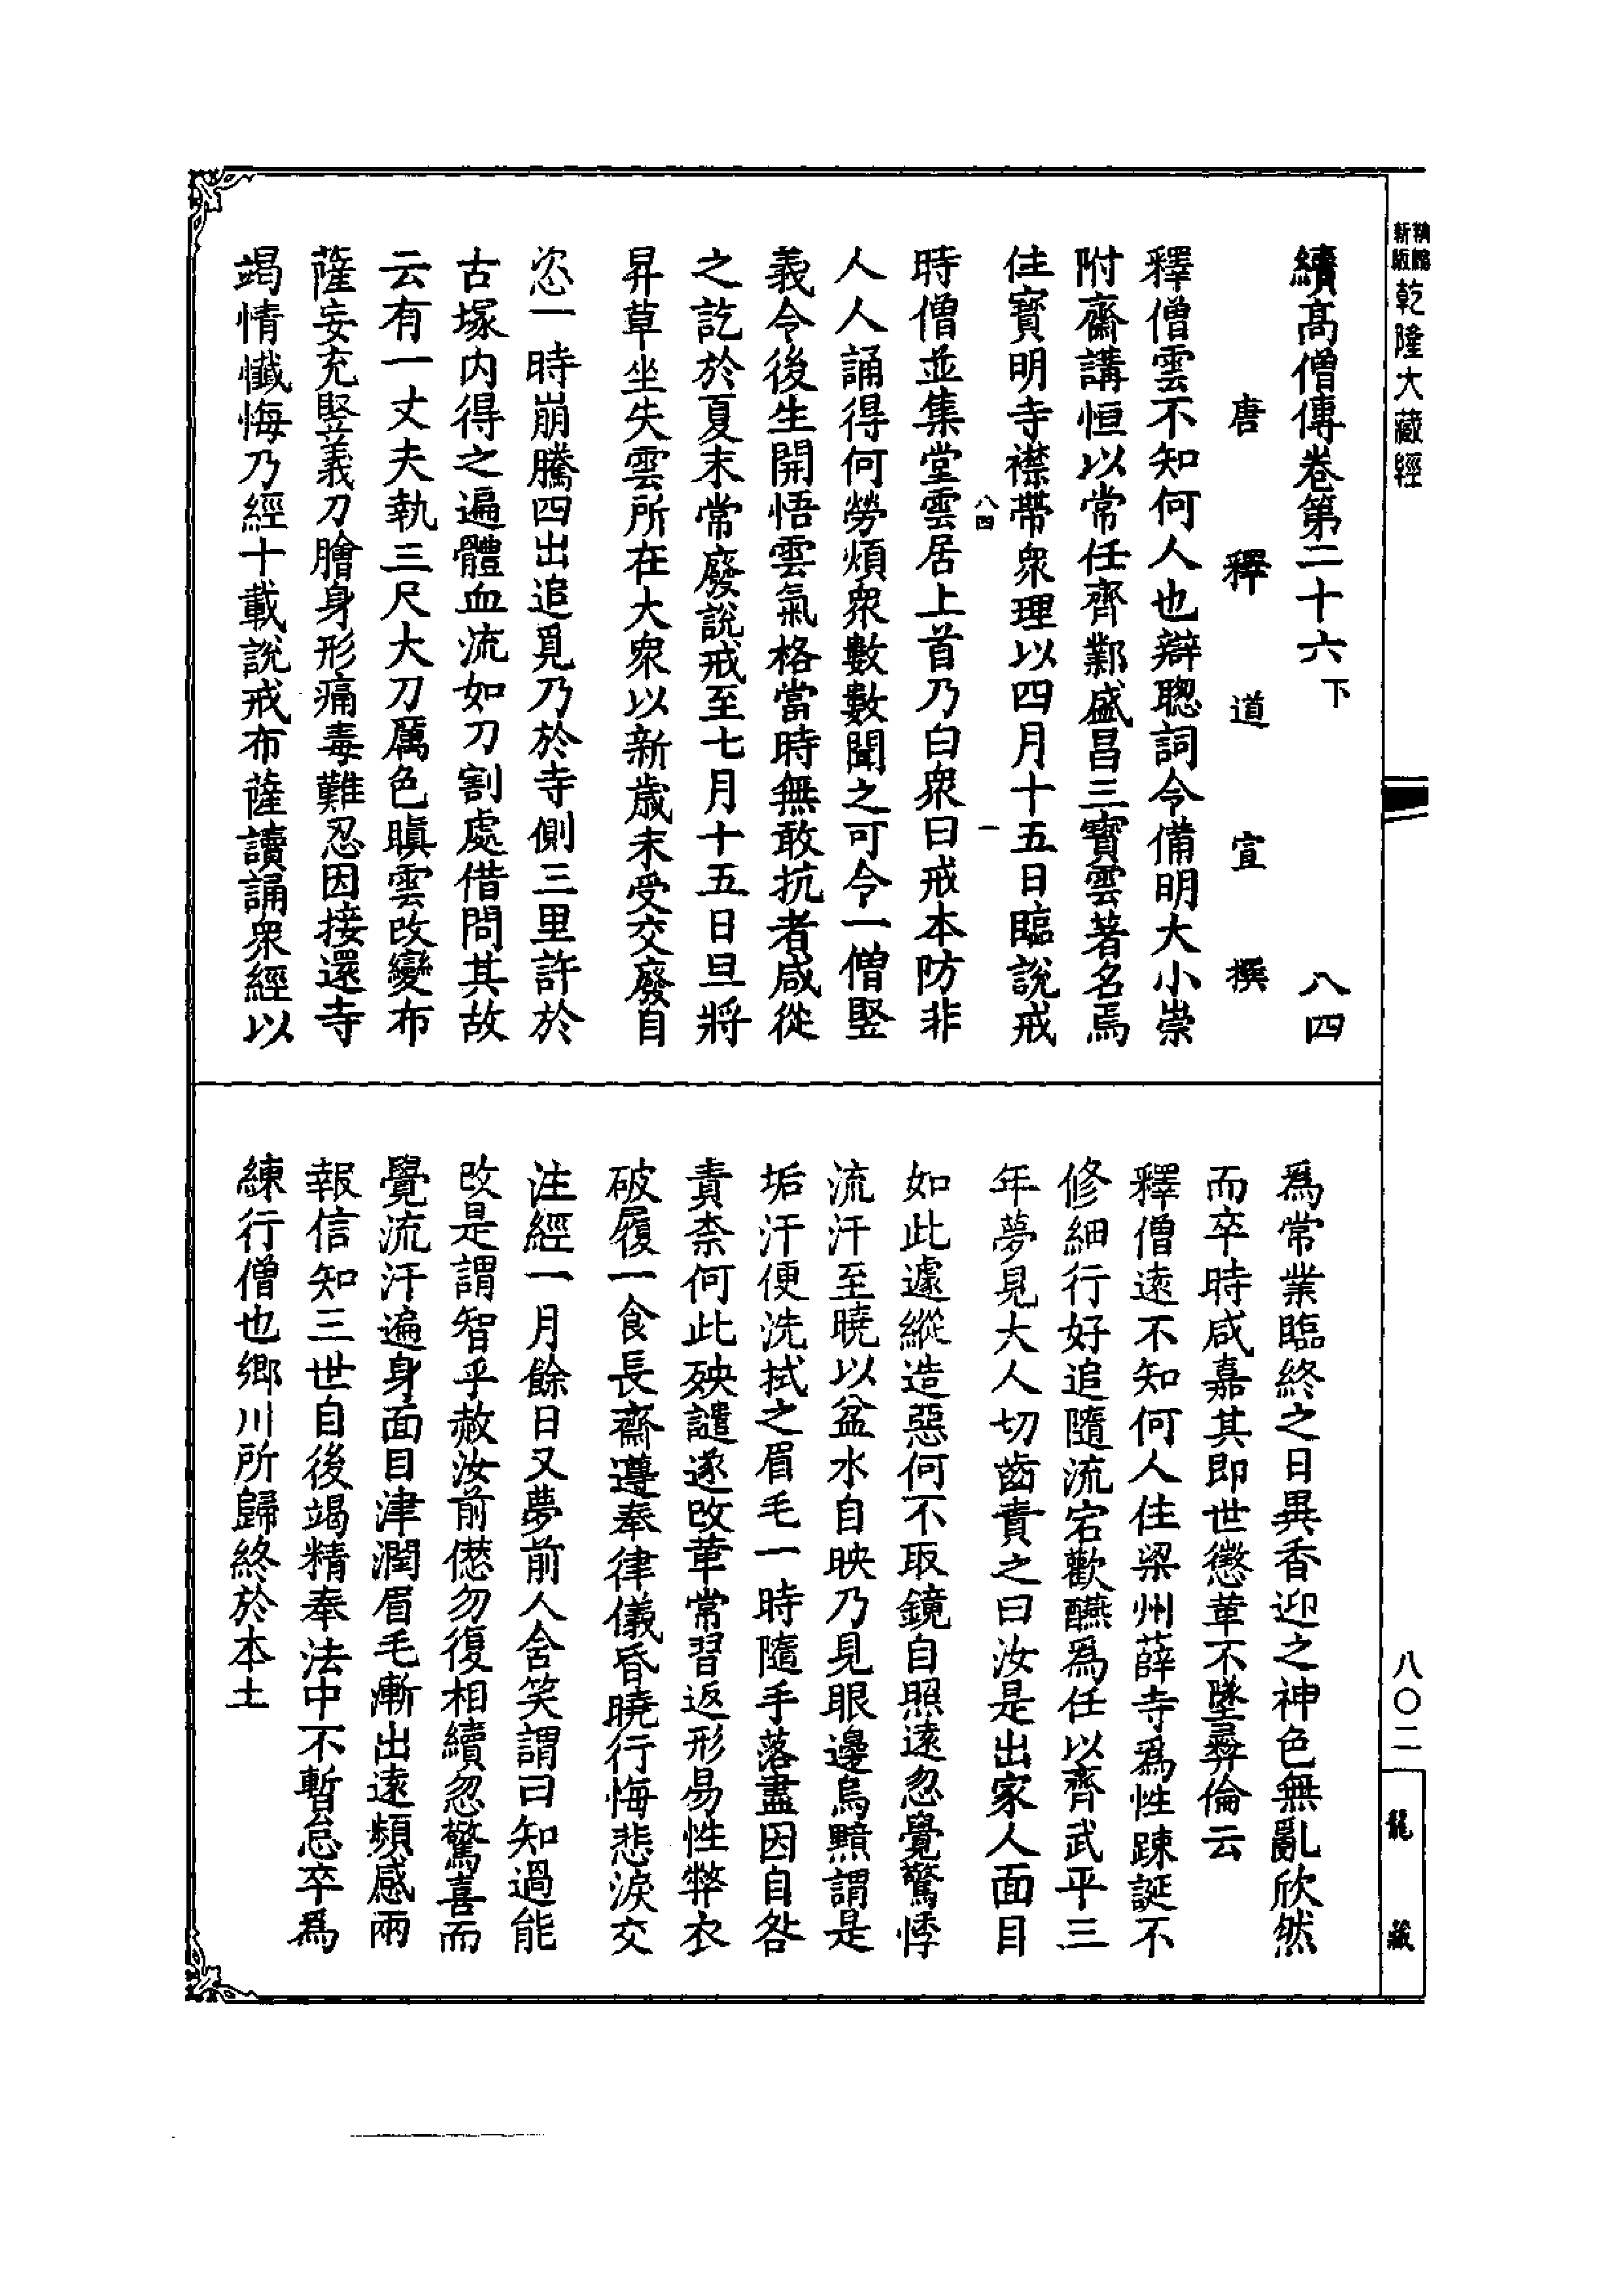 新版
乾隆大藏經
續高僧傳卷第二十六下 八四
唐釋道宣撰
釋僧雲不知何人也辯聰詞令備明大小崇
附齋講恒以常任齊鄴盛昌三寶雲著名焉
住寶明寺襟帶衆理以四月十五日臨說戒
八四 一
時僧並集堂雲居上首乃白衆曰戒本防非
人人誦得何勞煩衆數數聞之可令一僧竪
義令後生開悟雲氣格當時無敢抗者咸從
之訖於夏末常廢說戒至七月十五日旦將
昇草坐失雲所在大衆以新歲未受交廢自
恣一時崩騰四出追覓乃於寺側三里許於
古塚内得之遍體血流如刀割處借問其故
云有一丈夫執三尺大刀厲色瞋雲改變布
薩妄充竪義刀膾身形痛毒難忍因接還寺
竭情懺悔乃經十載說戒布薩讀誦衆經以
爲常業臨終之日異香迎之神色無亂欣然
而卒時咸嘉其即世懲革不墜彛倫云
釋僧遠不知何人住梁州薛寺爲性踈誕不
修細行好追隨流宕歡醼爲任以齊武平三
年夢見大人切齒責之曰汝是出家人面目
如此遽縱造惡何不取鏡自照遠忽覺驚悸
流汗至曉以盆水自映乃見眼邊烏黯謂是
垢汗便洗拭之眉毛一時隨手落盡因自咎
責柰何此殃譴遂改革常習返形易性弊衣
破履一食長齋遵奉律儀昏曉行悔悲淚交
注經一月餘日又夢前人含笑謂曰知過能
改是謂智乎赦汝前愆勿復相續忽驚喜而
覺流汗遍身面目津潤眉毛漸出遠頻感兩
報信知三世自後竭精奉法中不暫怠卒爲
練行僧也鄉川所歸終於本土
八〇二
龍藏